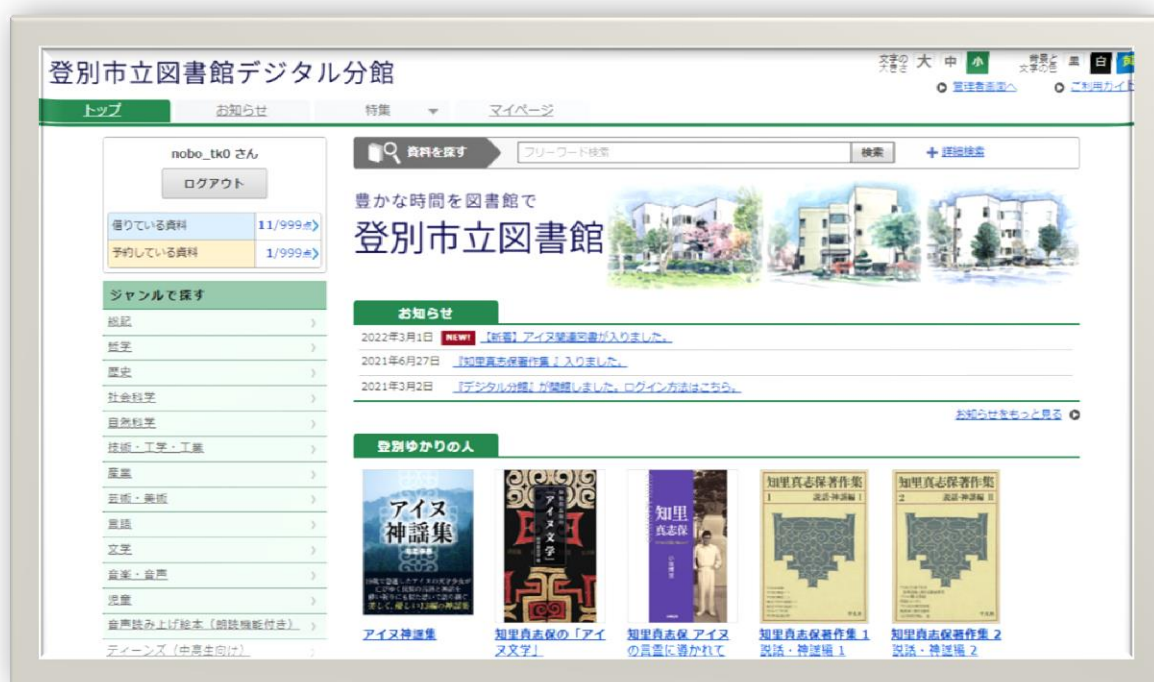 登別市立図書館デジタル分館
文字の大きさ 大 中 小 背景と文字の色 黒 白 黄
管理者画面へ ご利用ガイド
トップ お知らせ 特集 マイページ
nobo_tk0 さん
ログアウト
借りている資料 11/999点
予約している資料 1/999点
ジャンルで探す
総記
哲学
歴史
社会科学
自然科学
技術・工学・工業
産業
芸術・美術
言語
文学
音楽・音声
児童
音声読み上げ絵本（朗読機能付き）
ティーンズ（中高生向け）
資料を探す フリーワード検索 検索 + 詳細検索
豊かな時間を図書館で
登別市立図書館
お知らせ
2022年3月1日 NEW! 【新着】アイヌ関連図書が入りました。
2021年6月27日 『知里真志保著作集 』入りました。
2021年3月2日 『デジタル分館』が開館しました。ログイン方法はこちら。
お知らせをもっと見る
登別ゆかりの人
アイヌ
神謡集
アイヌ文学
知里
真志保
知里真志保著作集
1 説話・神謡編 I
知里真志保著作集
2 説話・神謡編 II
アイヌ神謡集
知里真志保の「アイ
ヌ文学」
知里真志保 アイヌ
の言霊に導かれて
知里真志保著作集 1
説話・神謡編 1
知里真志保著作集 2
説話・神謡編 2